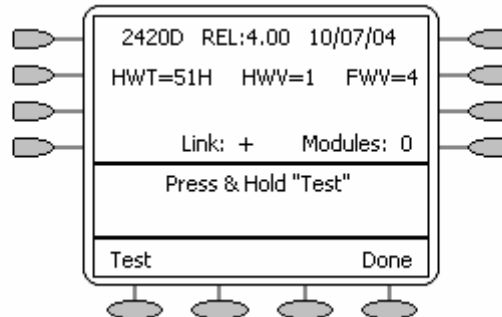 2420D REL:4.00 10/07/04
HWT=51H HWV=1 FWV=4
Link: + Modules: 0
Press & Hold "Test"
Test Done